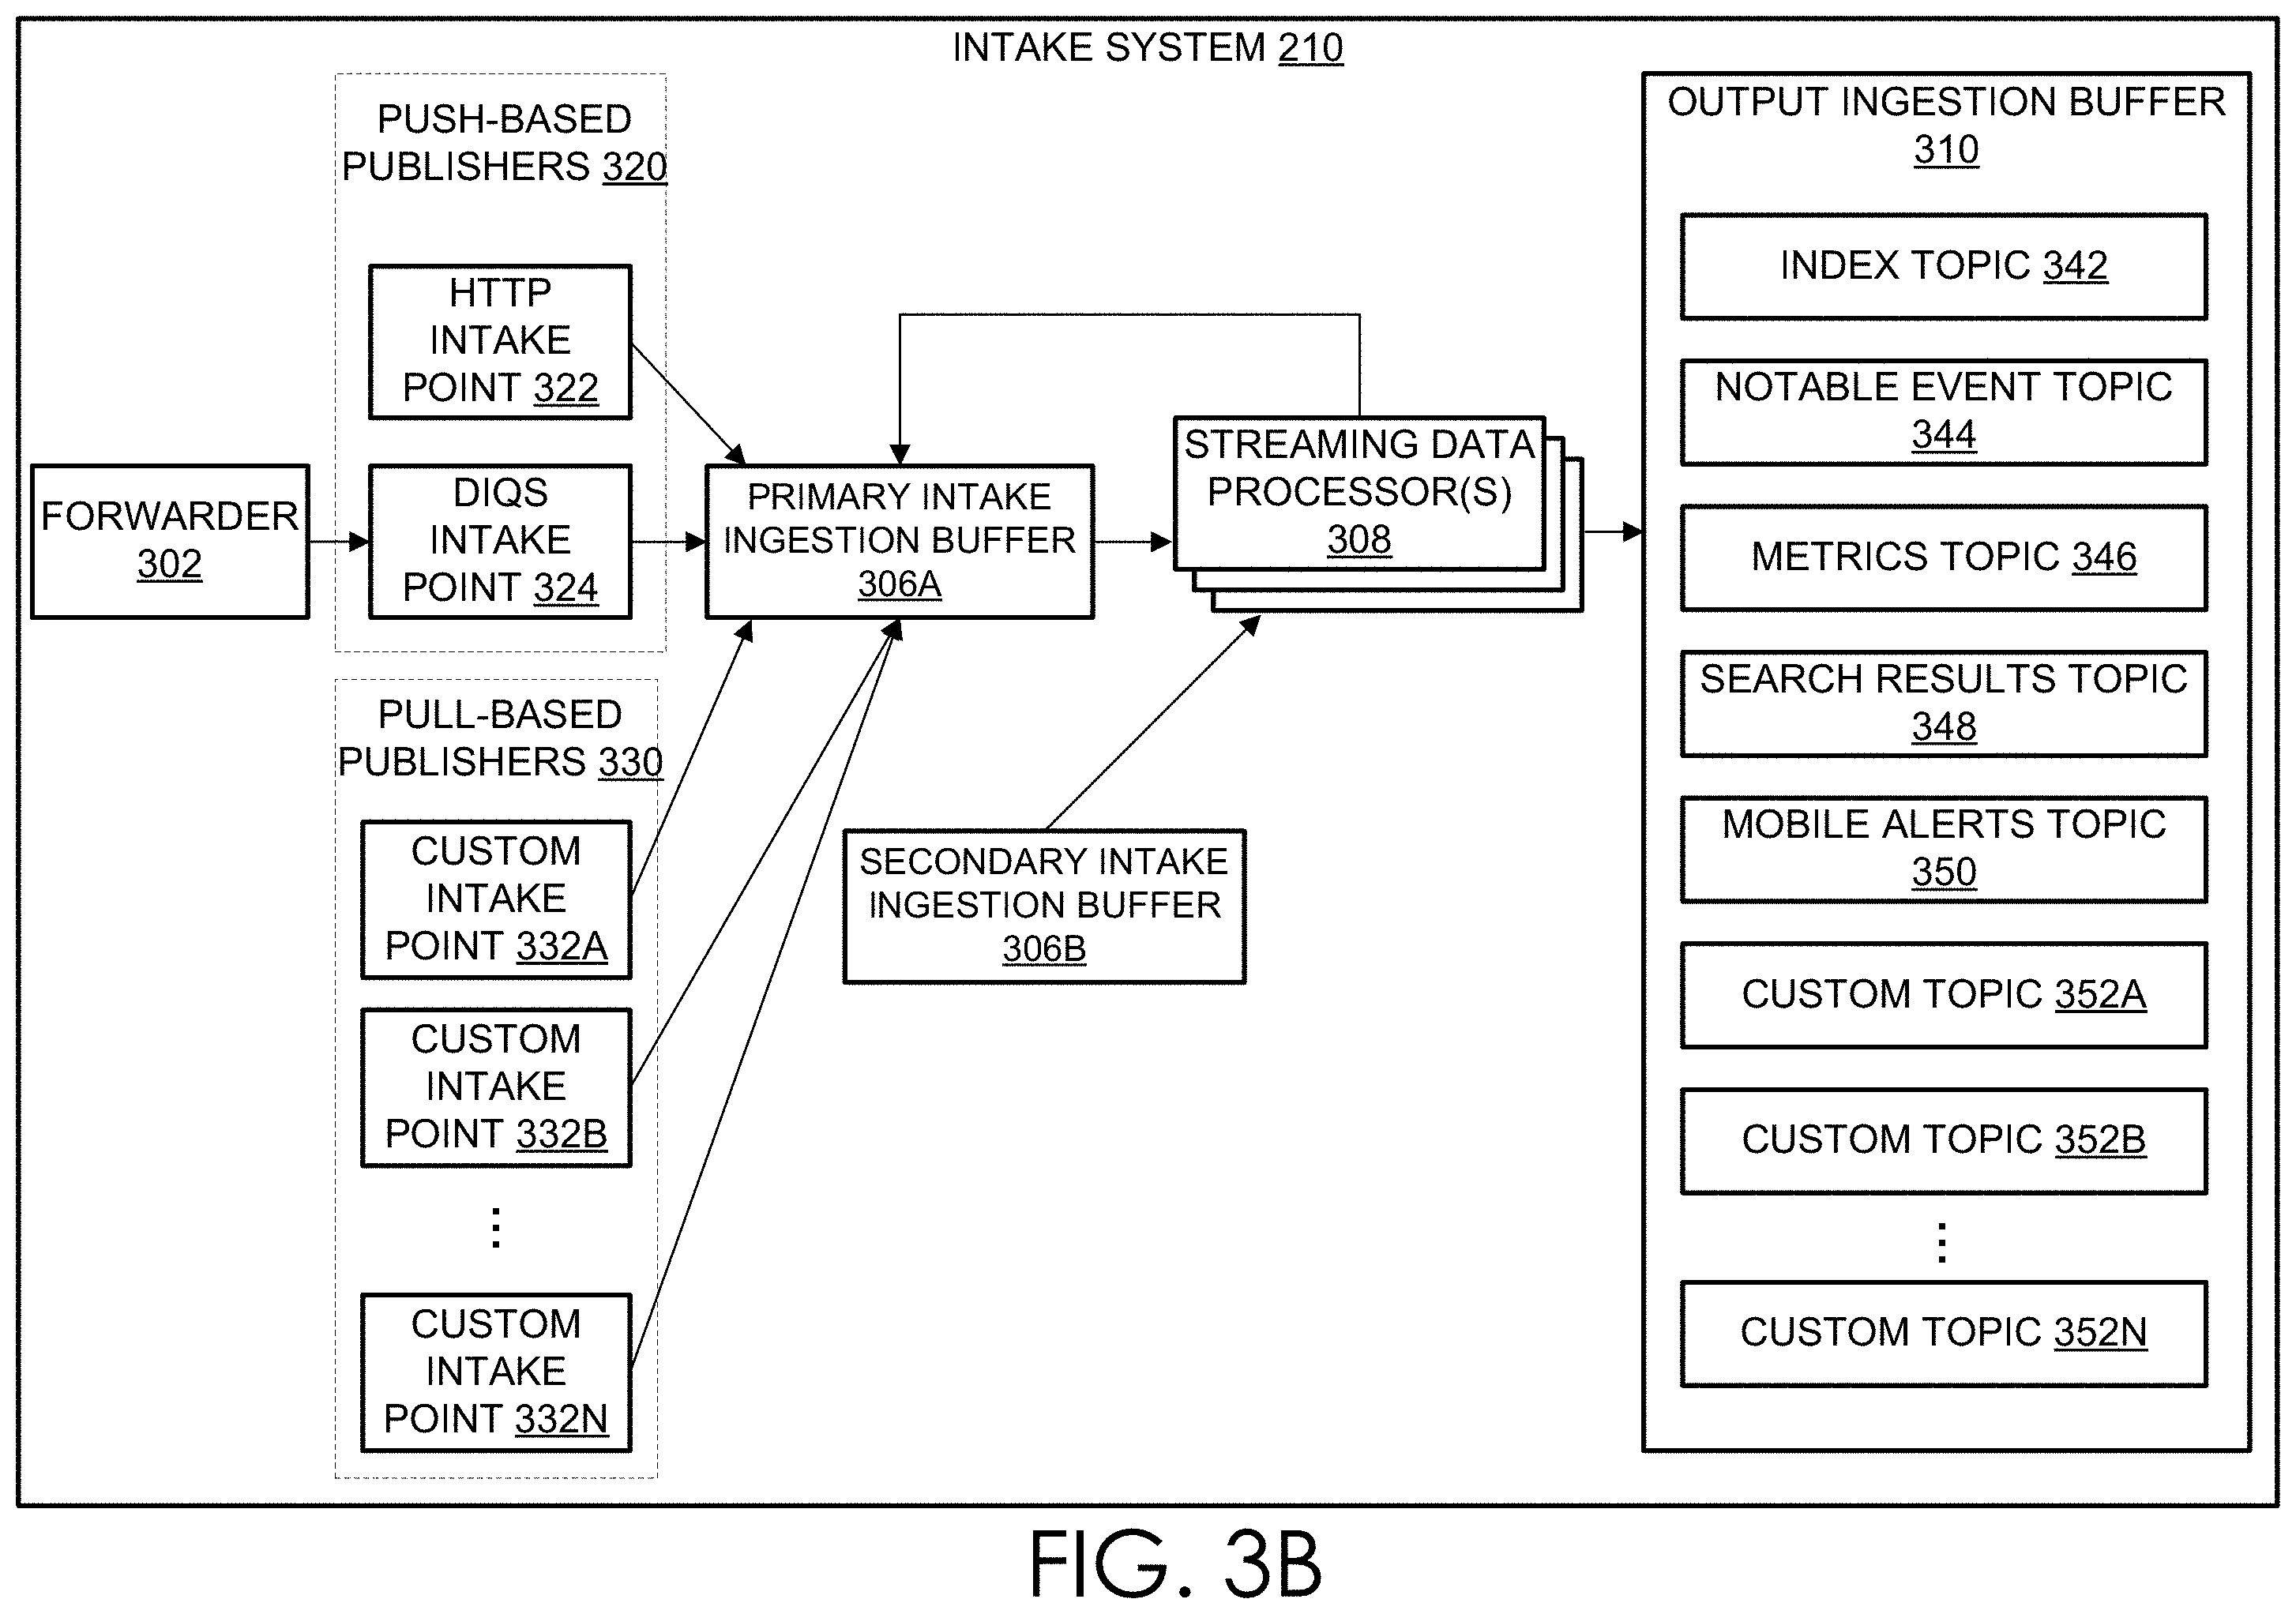 INTAKE SYSTEM 210
PUSH-BASED
PUBLISHERS 320
HTTP
INTAKE
POINT 322
FORWARDER
302
DIQS
INTAKE
POINT 324
PULL-BASED
PUBLISHERS 330
CUSTOM
INTAKE
POINT 332A
CUSTOM
INTAKE
POINT 332B
⋮
CUSTOM
INTAKE
POINT 332N
PRIMARY INTAKE
INGESTION BUFFER
306A
STREAMING DATA
PROCESSOR(S)
308
SECONDARY INTAKE
INGESTION BUFFER
306B
OUTPUT INGESTION BUFFER
310
INDEX TOPIC 342
NOTABLE EVENT TOPIC
344
METRICS TOPIC 346
SEARCH RESULTS TOPIC
348
MOBILE ALERTS TOPIC
350
CUSTOM TOPIC 352A
CUSTOM TOPIC 352B
⋮
CUSTOM TOPIC 352N
FIG. 3B